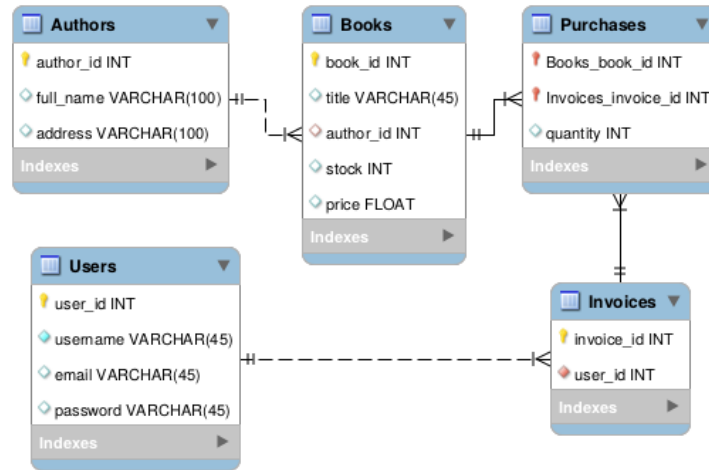 Authors
author_id INT
full_name VARCHAR(100)
address VARCHAR(100)
Indexes
Books
book_id INT
title VARCHAR(45)
author_id INT
stock INT
price FLOAT
Indexes
Purchases
Books_book_id INT
Invoices_invoice_id INT
quantity INT
Indexes
Users
user_id INT
username VARCHAR(45)
email VARCHAR(45)
password VARCHAR(45)
Indexes
Invoices
invoice_id INT
user_id INT
Indexes